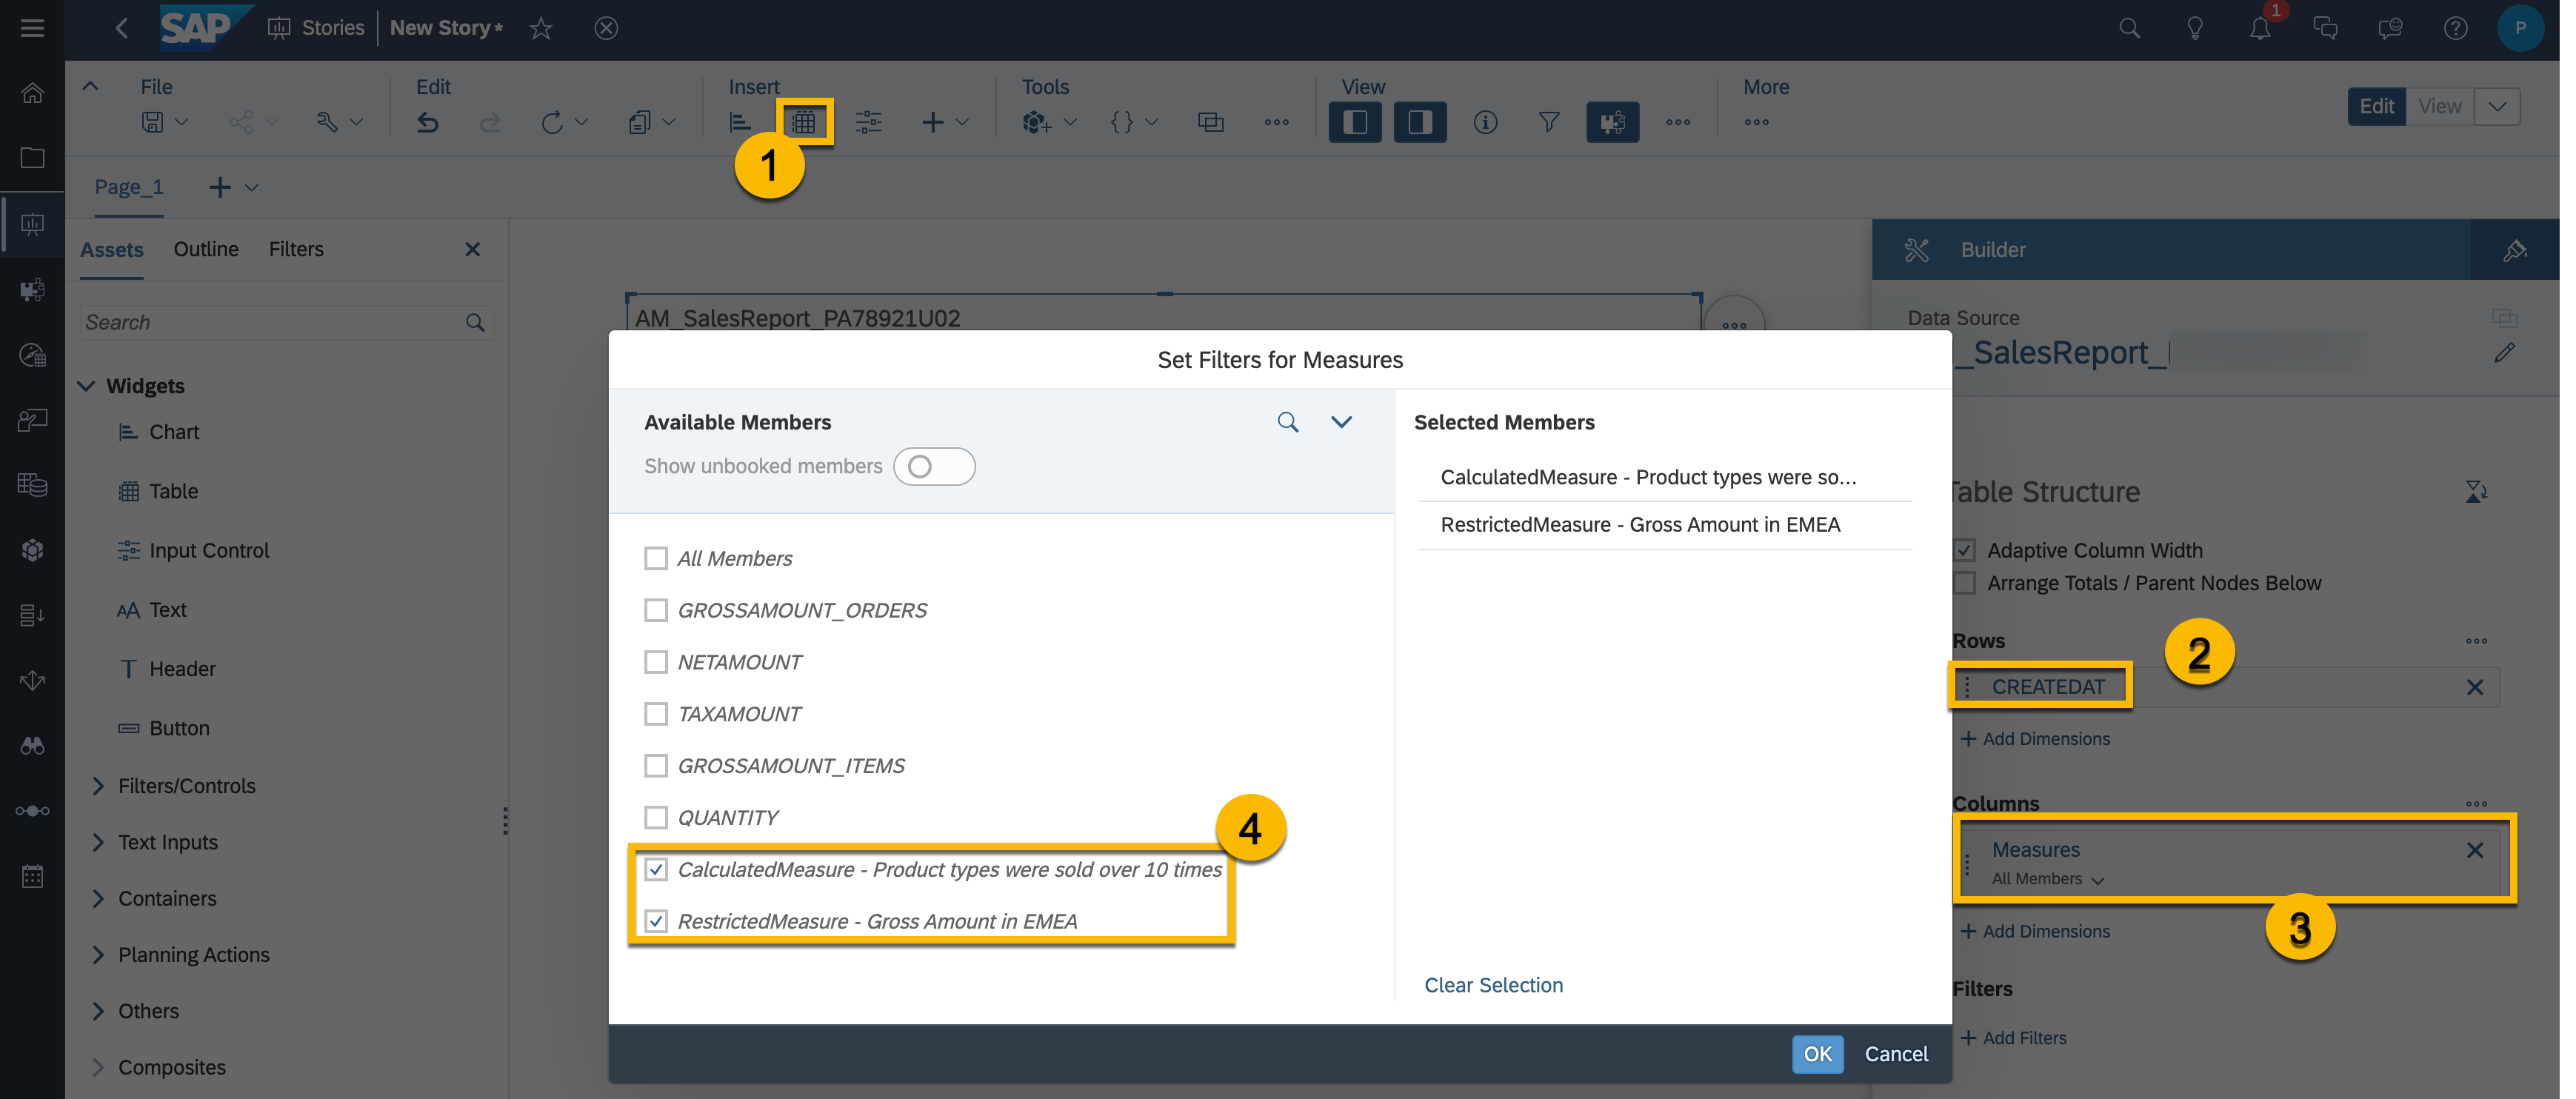 SAP Stories New Story* 1 P
File Edit Insert Tools View More
Edit View
1
Page_1
Assets Outline Filters
Search
Widgets
Chart
Table
Input Control
Text
Header
Button
Filters/Controls
Text Inputs
Containers
Planning Actions
Others
Composites
AM_SalesReport_PA78921U02
Set Filters for Measures
Available Members
Show unbooked members
All Members
GROSSAMOUNT_ORDERS
NETAMOUNT
TAXAMOUNT
GROSSAMOUNT_ITEMS
QUANTITY
4
CalculatedMeasure - Product types were sold over 10 times
RestrictedMeasure - Gross Amount in EMEA
Selected Members
CalculatedMeasure - Product types were so...
RestrictedMeasure - Gross Amount in EMEA
Clear Selection
OK Cancel
Builder
Data Source
_SalesReport_
Table Structure
Adaptive Column Width
Arrange Totals / Parent Nodes Below
Rows
2
CREATEDAT
+ Add Dimensions
Columns
Measures
All Members
3
+ Add Dimensions
Filters
+ Add Filters